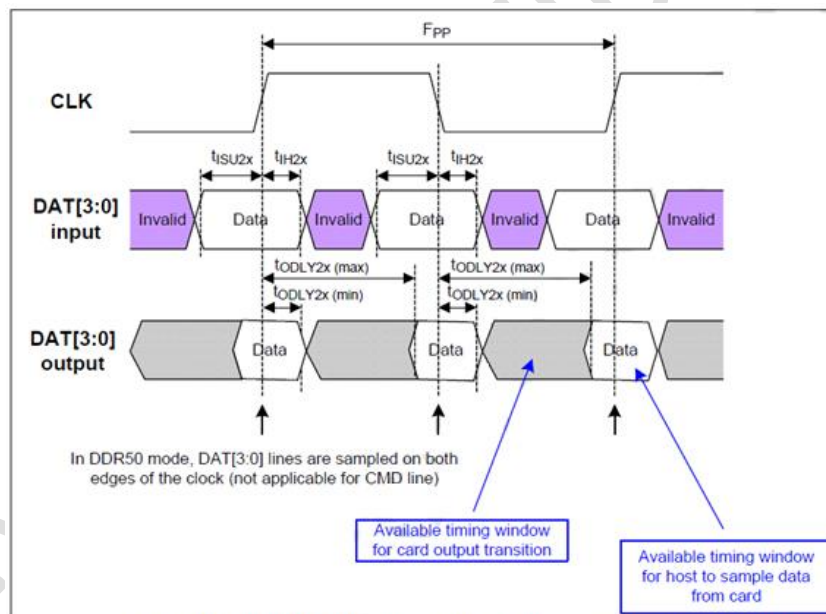 FPP
CLK
tISU2x
tIH2x
tISU2x
tIH2x
DAT[3:0]
input
Invalid
Data
Invalid
Data
Invalid
Data
Invalid
tODLY2x (max)
tODLY2x (max)
tODLY2x (min)
tODLY2x (min)
DAT[3:0]
output
Data
Data
Data
In DDR50 mode, DAT[3:0] lines are sampled on both
edges of the clock (not applicable for CMD line)
Available timing window
for card output transition
Available timing window
for host to sample data
from card